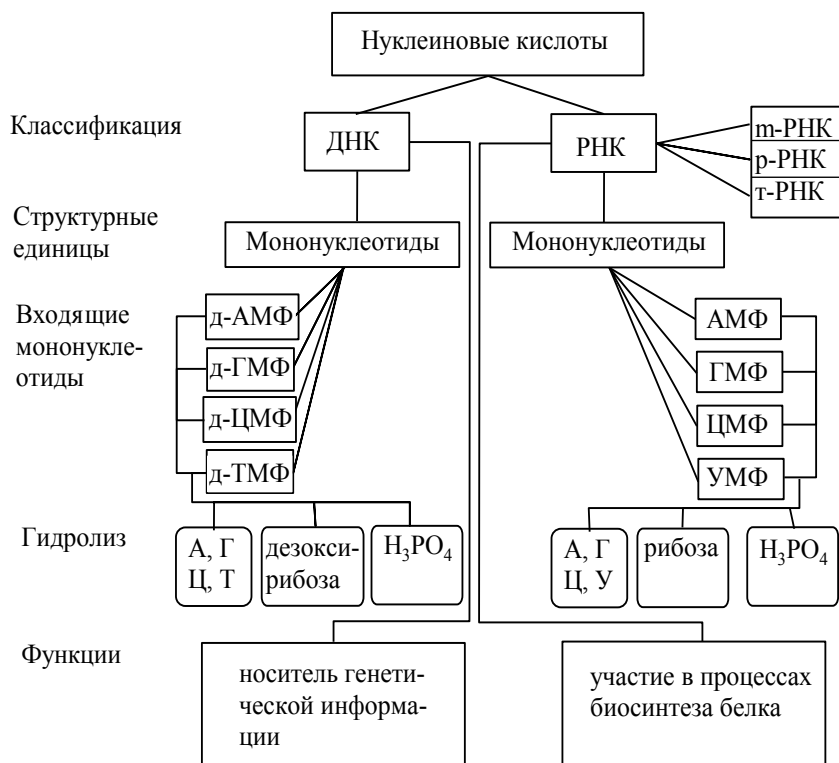 Нуклеиновые кислоты
Классификация
ДНК
РНК
m-РНК
р-РНК
т-РНК
Структурные
единицы
Мононуклеотиды
Мононуклеотиды
Входящие
мононукле-
отиды
д-АМФ
д-ГМФ
д-ЦМФ
д-ТМФ
АМФ
ГМФ
ЦМФ
УМФ
Гидролиз
А, Г
Ц, Т
дезокси-
рибоза
H₃PO₄
А, Г
Ц, У
рибоза
H₃PO₄
Функции
носитель генети-
ческой информа-
ции
участие в процессах
биосинтеза белка